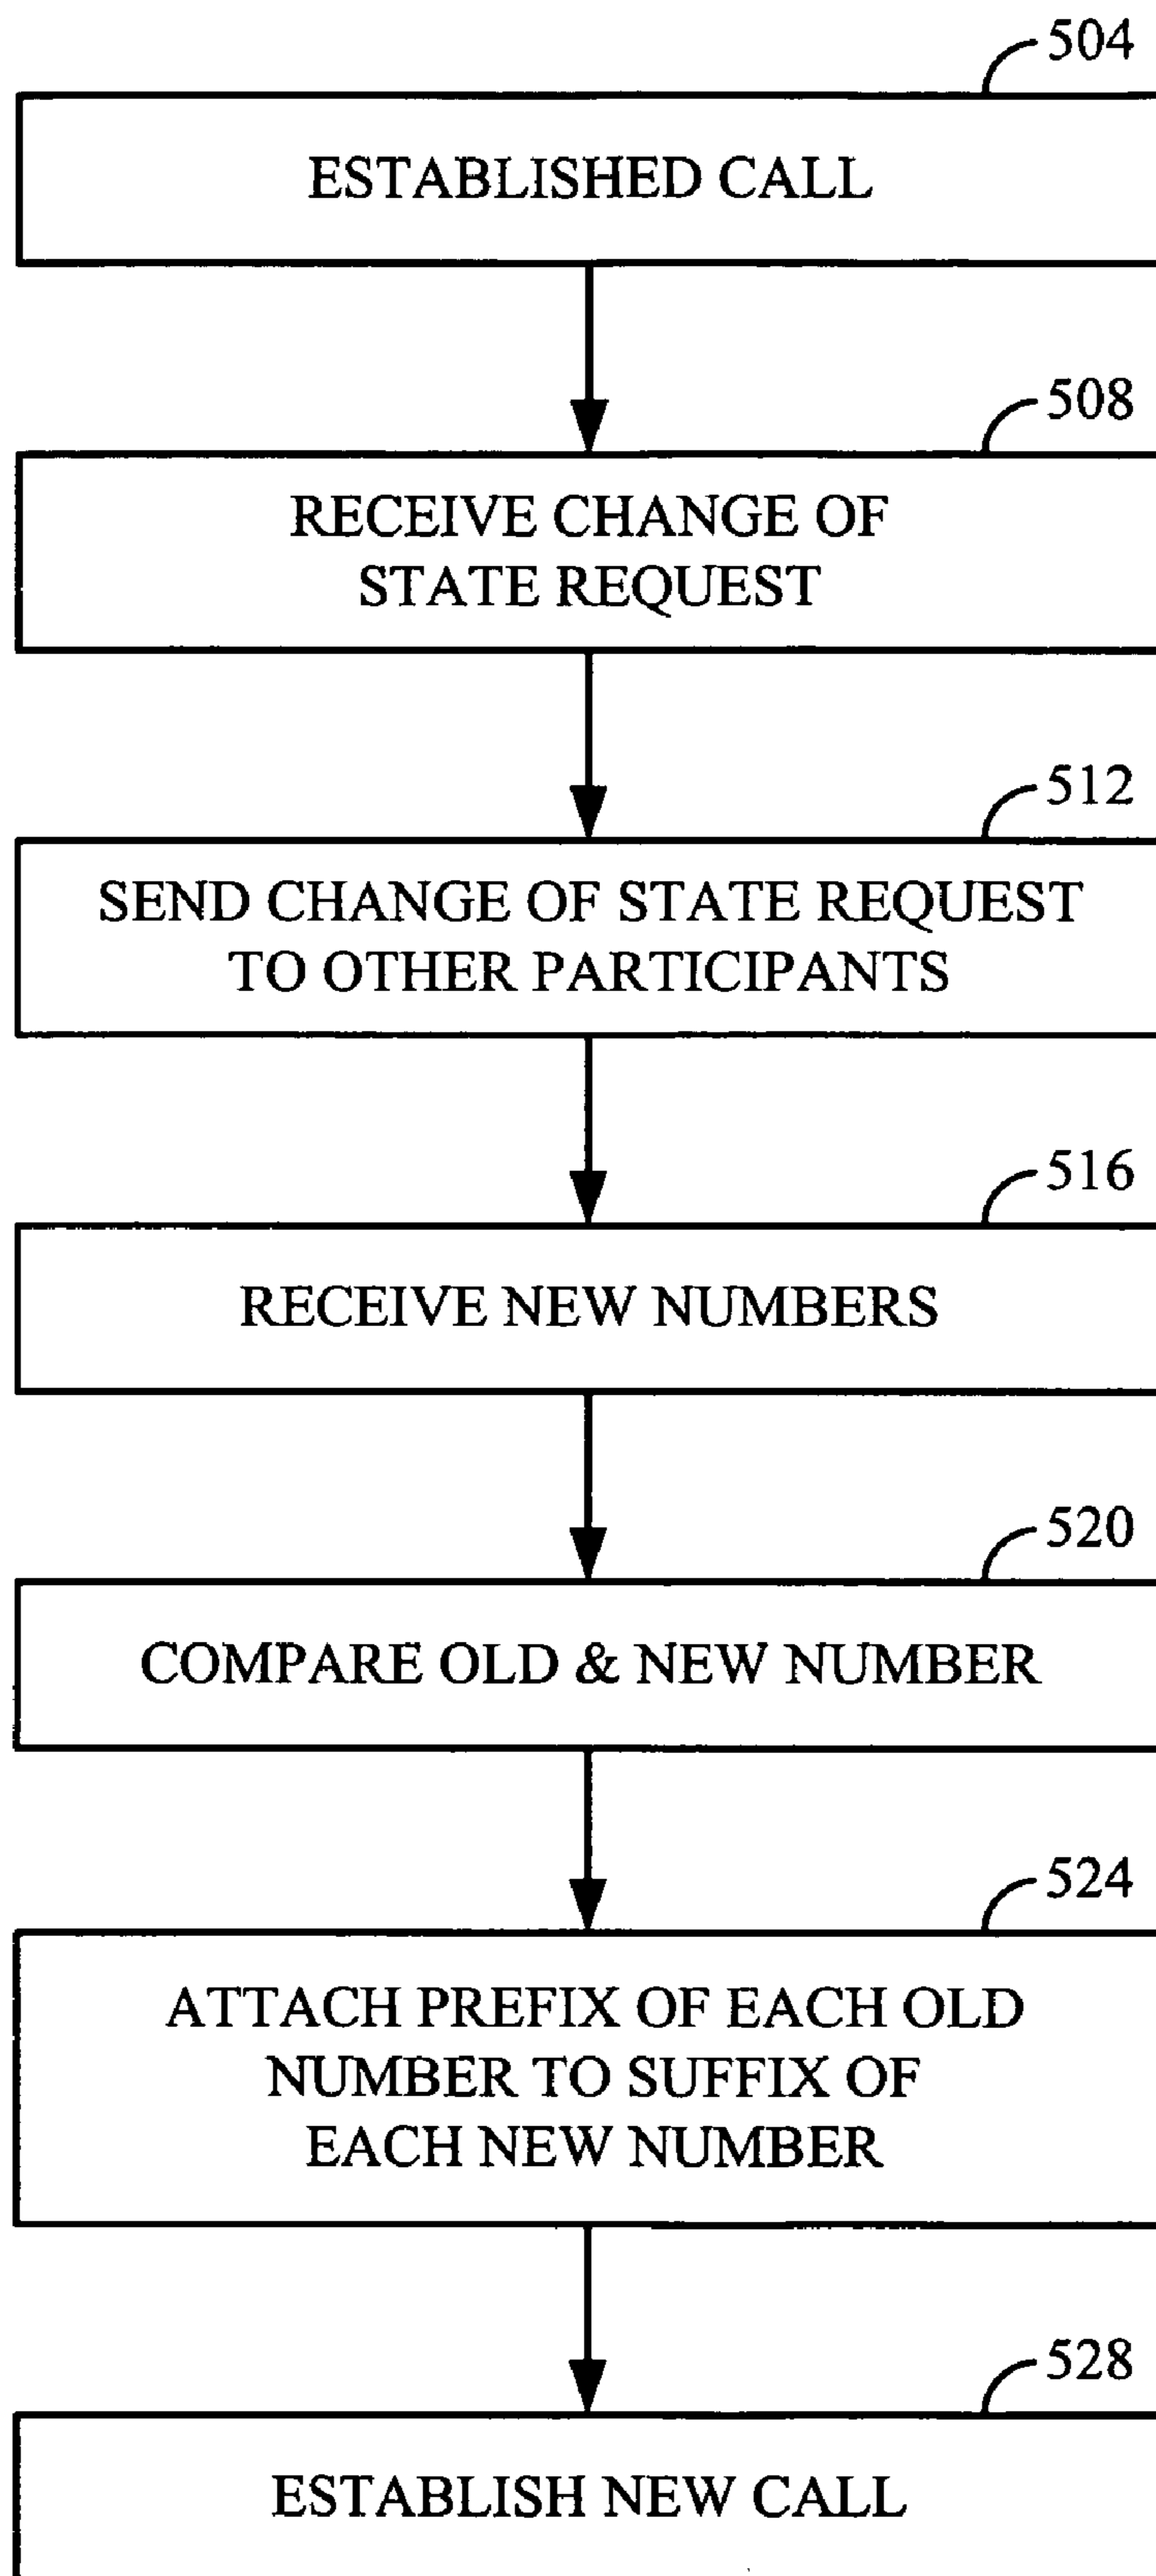 504
ESTABLISHED CALL
508
RECEIVE CHANGE OF
STATE REQUEST
512
SEND CHANGE OF STATE REQUEST
TO OTHER PARTICIPANTS
516
RECEIVE NEW NUMBERS
520
COMPARE OLD & NEW NUMBER
524
ATTACH PREFIX OF EACH OLD
NUMBER TO SUFFIX OF
EACH NEW NUMBER
528
ESTABLISH NEW CALL